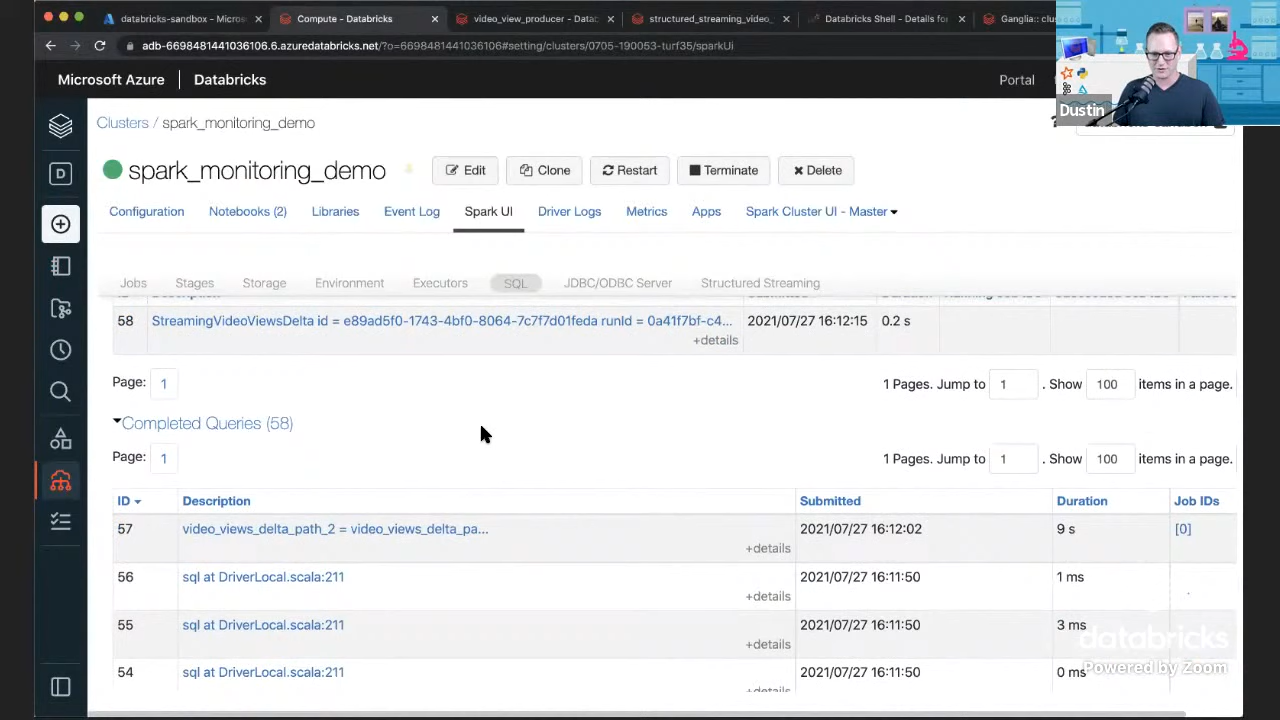 databricks-sandbox – Micros
Compute - Databricks
video_view_producer - Datab
structured_streaming_video_
Databricks Shell - Details for
Ganglia:: clus
adb-6698481441036106.6.azuredatabricks.net/?o=6698481441036106#setting/clusters/0705-190053-turf35/sparkUi
Microsoft Azure
Databricks
Portal
Dustin
Clusters / spark_monitoring_demo
spark_monitoring_demo
Edit
Clone
Restart
Terminate
Delete
Configuration
Notebooks (2)
Libraries
Event Log
Spark UI
Driver Logs
Metrics
Apps
Spark Cluster UI - Master
Jobs
Stages
Storage
Environment
Executors
SQL
JDBC/ODBC Server
Structured Streaming
58 StreamingVideoViewsDelta id = e89ad5f0-1743-4bf0-8064-7c7f7d01feda runId = 0a41f7bf-c4... 2021/07/27 16:12:15 0.2 s
+details
Page: 1
1 Pages. Jump to 1 . Show 100 items in a page.
Completed Queries (58)
Page: 1
1 Pages. Jump to 1 . Show 100 items in a page.
ID Description Submitted Duration Job IDs
57 video_views_delta_path_2 = video_views_delta_pa... 2021/07/27 16:12:02 9 s [0]
+details
56 sql at DriverLocal.scala:211 2021/07/27 16:11:50 1 ms
+details
55 sql at DriverLocal.scala:211 2021/07/27 16:11:50 3 ms
+details
databricks
Powered by Zoom
54 sql at DriverLocal.scala:211 2021/07/27 16:11:50 0 ms
+details